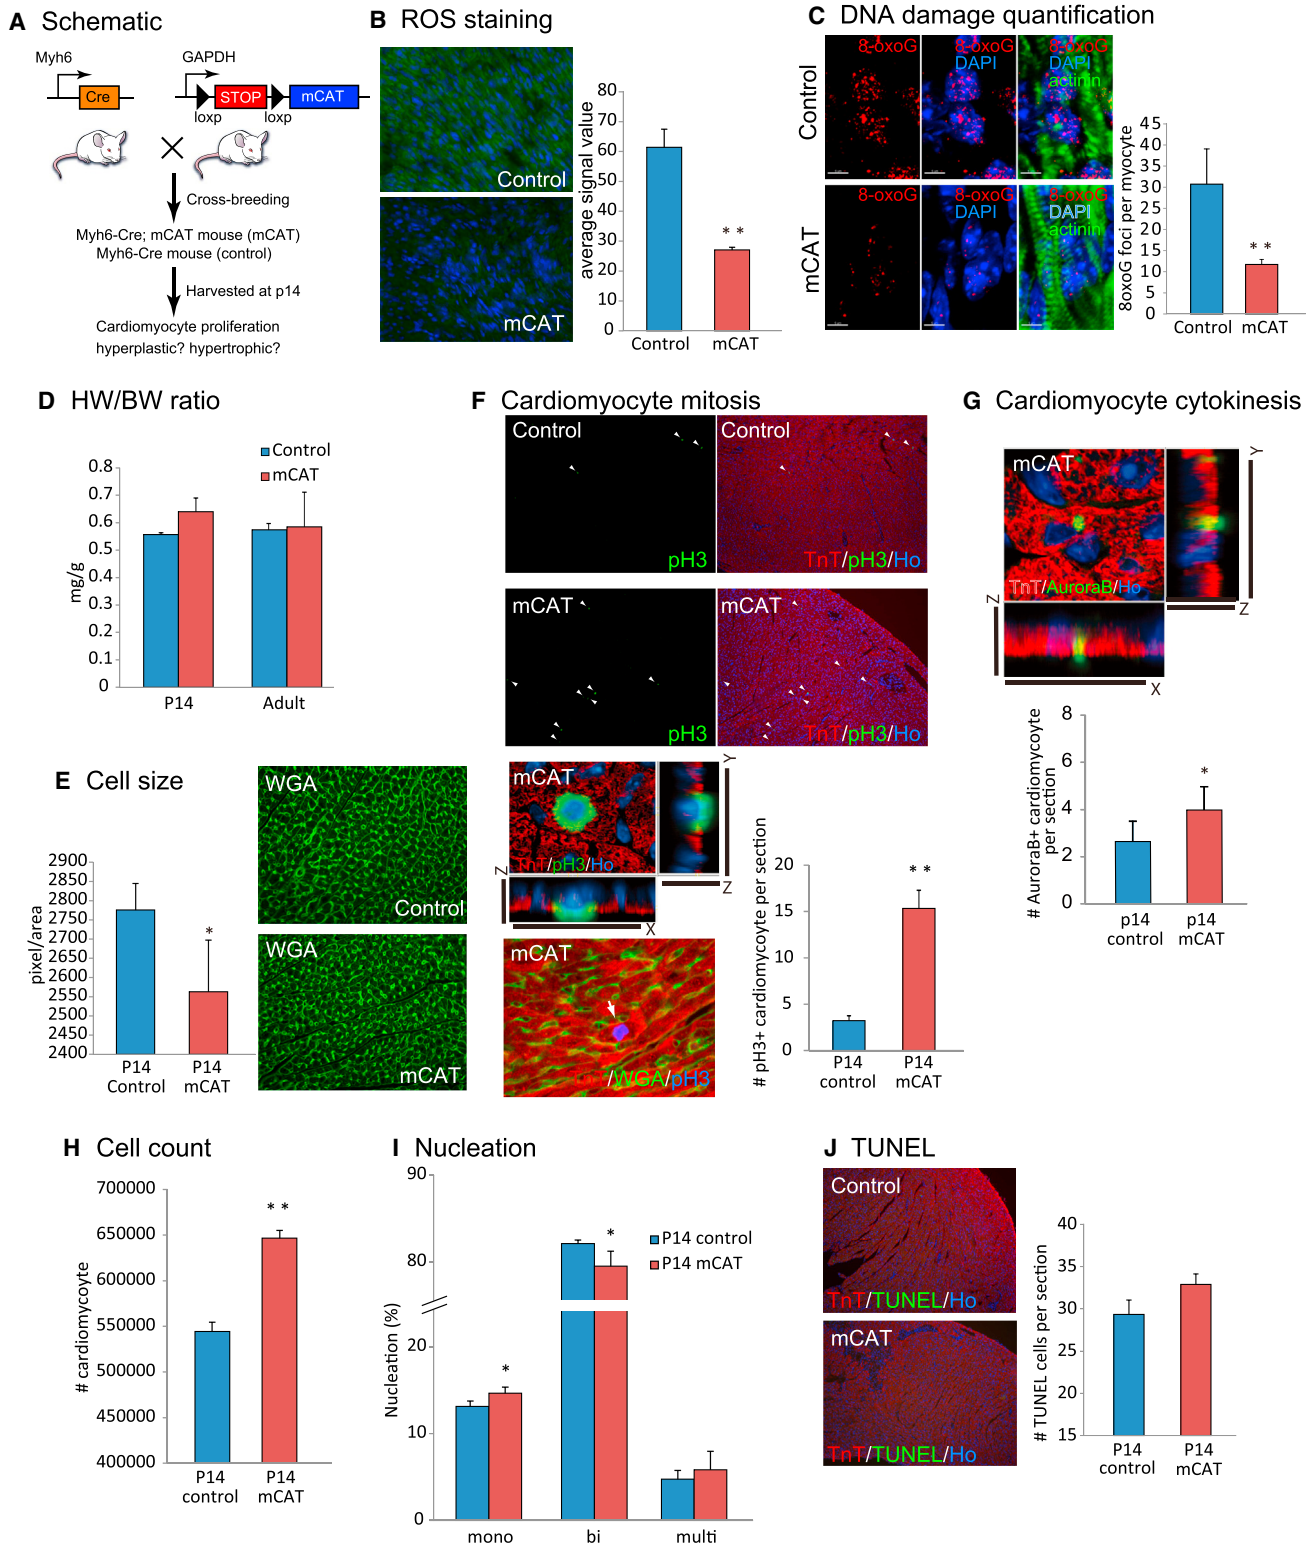 A Schematic
Myh6
GAPDH
Cre
STOP
mCAT
loxp
loxp
Cross-breeding
Myh6-Cre; mCAT mouse (mCAT)
Myh6-Cre mouse (control)
Harvested at p14
Cardiomyocyte proliferation
hyperplastic? hypertrophic?
B ROS staining
Control
mCAT
average signal value
80
70
60
50
40
30
20
10
0
**
Control
mCAT
C DNA damage quantification
Control
mCAT
8-oxoG
8-oxoG
DAPI
8-oxoG
DAPI
actinin
8-oxoG
8-oxoG
DAPI
8-oxoG
DAPI
actinin
8oxoG foci per myocyte
45
40
35
30
25
20
15
10
5
0
**
Control
mCAT
D HW/BW ratio
Control
mCAT
mg/g
0.8
0.7
0.6
0.5
0.4
0.3
0.2
0.1
0
P14
Adult
E Cell size
pixel/area
2900
2850
2800
2750
2700
2650
2600
2550
2500
2450
2400
*
P14
Control
P14
mCAT
WGA
Control
WGA
mCAT
F Cardiomyocyte mitosis
Control
pH3
Control
TnT/pH3/Ho
mCAT
pH3
mCAT
TnT/pH3/Ho
mCAT
TnT/pH3/Ho
Y
Z
Z
X
mCAT
/WGA/pH3
# pH3+ cardiomyocyte per section
20
15
10
5
0
**
P14
control
P14
mCAT
G Cardiomyocyte cytokinesis
mCAT
TnT/AuroraB/Ho
Y
Z
Z
X
# AuroraB+ cardiomycoyte
per section
8
6
4
2
0
*
p14
control
p14
mCAT
H Cell count
# cardiomycoyte
700000
650000
600000
550000
500000
450000
400000
**
P14
control
P14
mCAT
I Nucleation
Nucleation (%)
90
80
20
10
0
P14 control
P14 mCAT
*
*
mono
bi
multi
J TUNEL
Control
TnT/TUNEL/Ho
mCAT
TnT/TUNEL/Ho
# TUNEL cells per section
40
35
30
25
20
15
P14
control
P14
mCAT